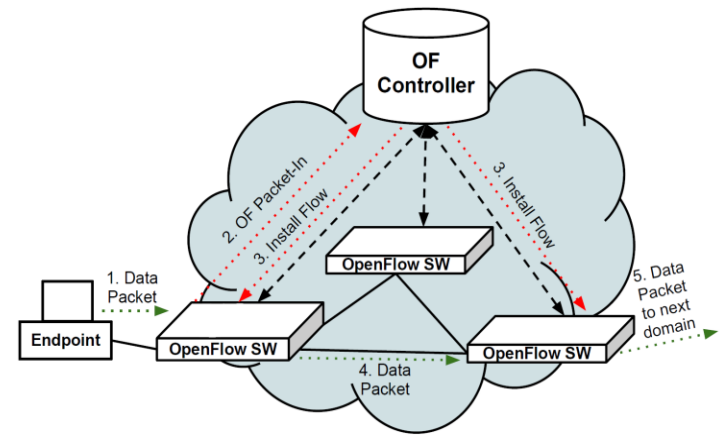 OF
Controller
2. OF Packet-In
3. Install Flow
3. Install Flow
OpenFlow SW
1. Data
Packet
Endpoint
OpenFlow SW
4. Data
Packet
OpenFlow SW
5. Data
Packet
to next
domain